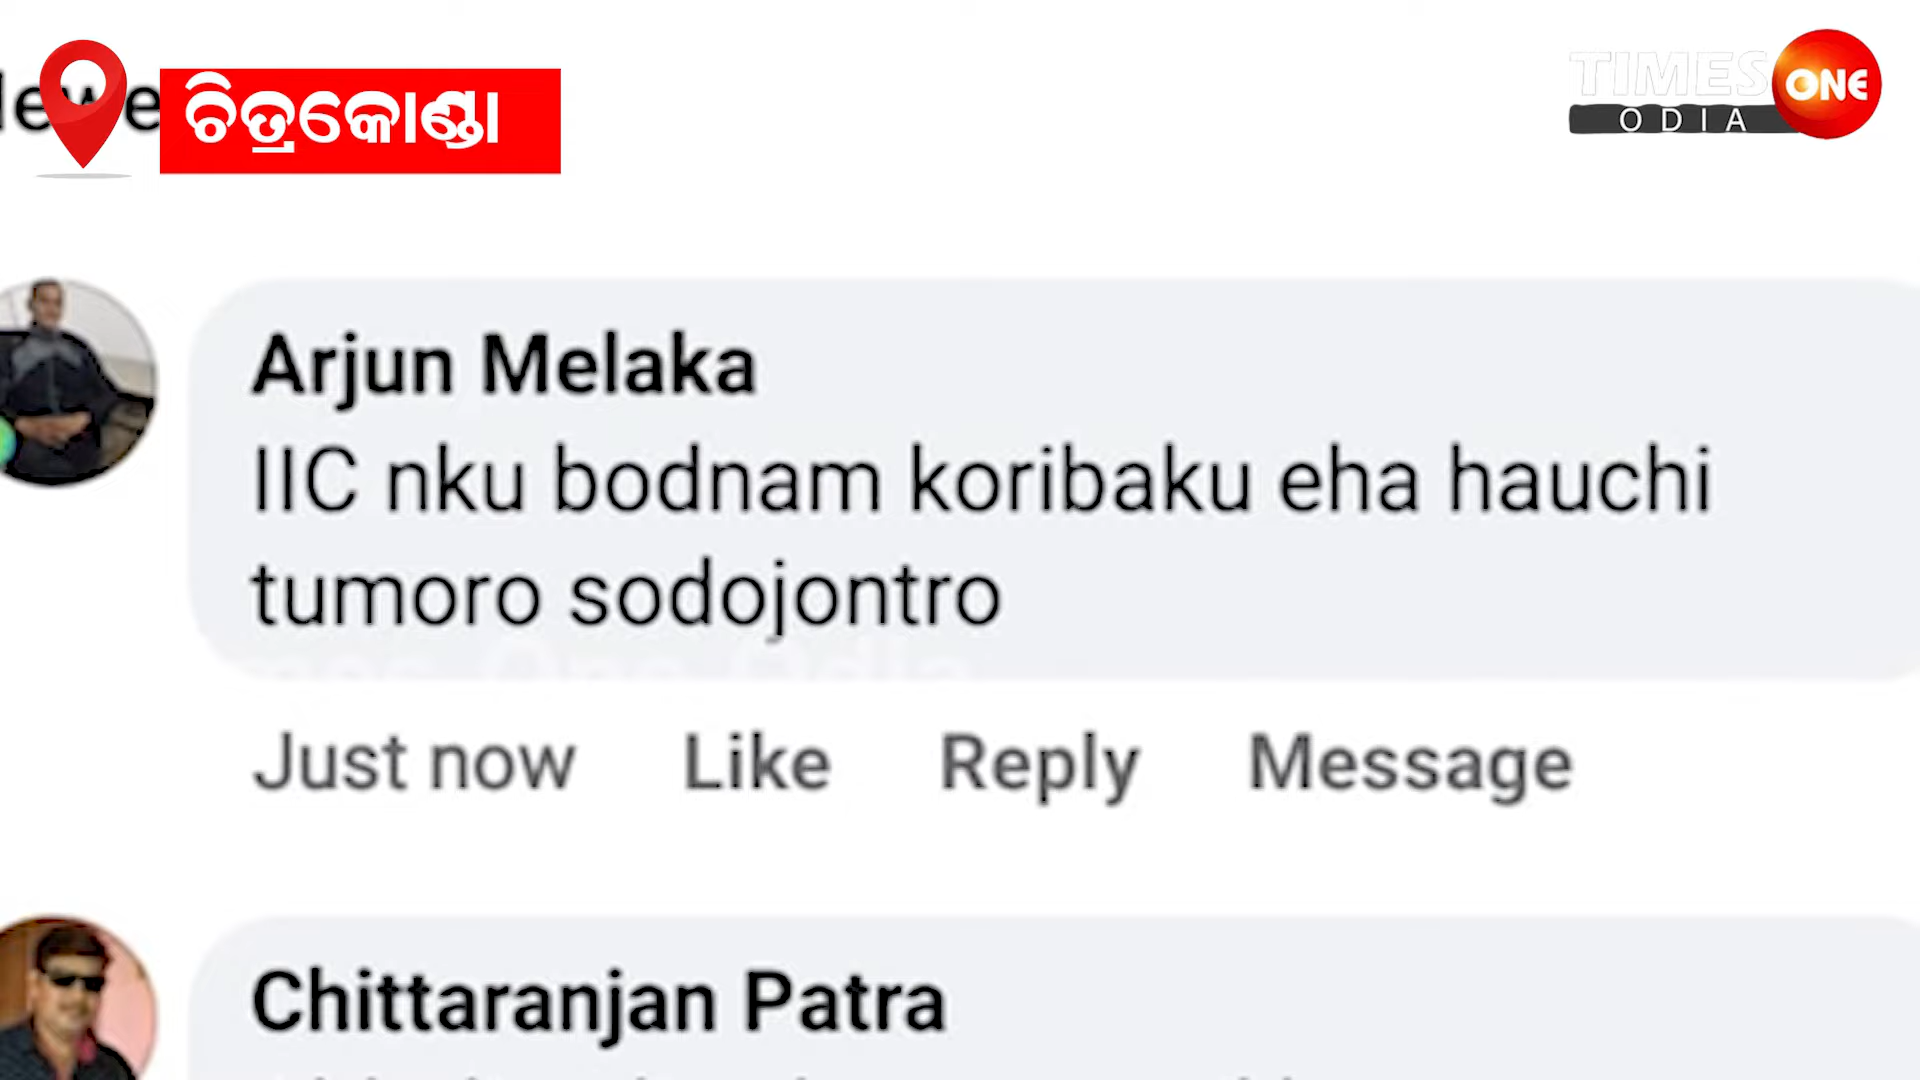 ଚିତ୍ରକୋଣ୍ଡା
TIMES ONE
ODIA
Arjun Melaka
IIC nku bodnam koribaku eha hauchi
tumoro sodojontro
Just now Like Reply Message
Chittaranjan Patra